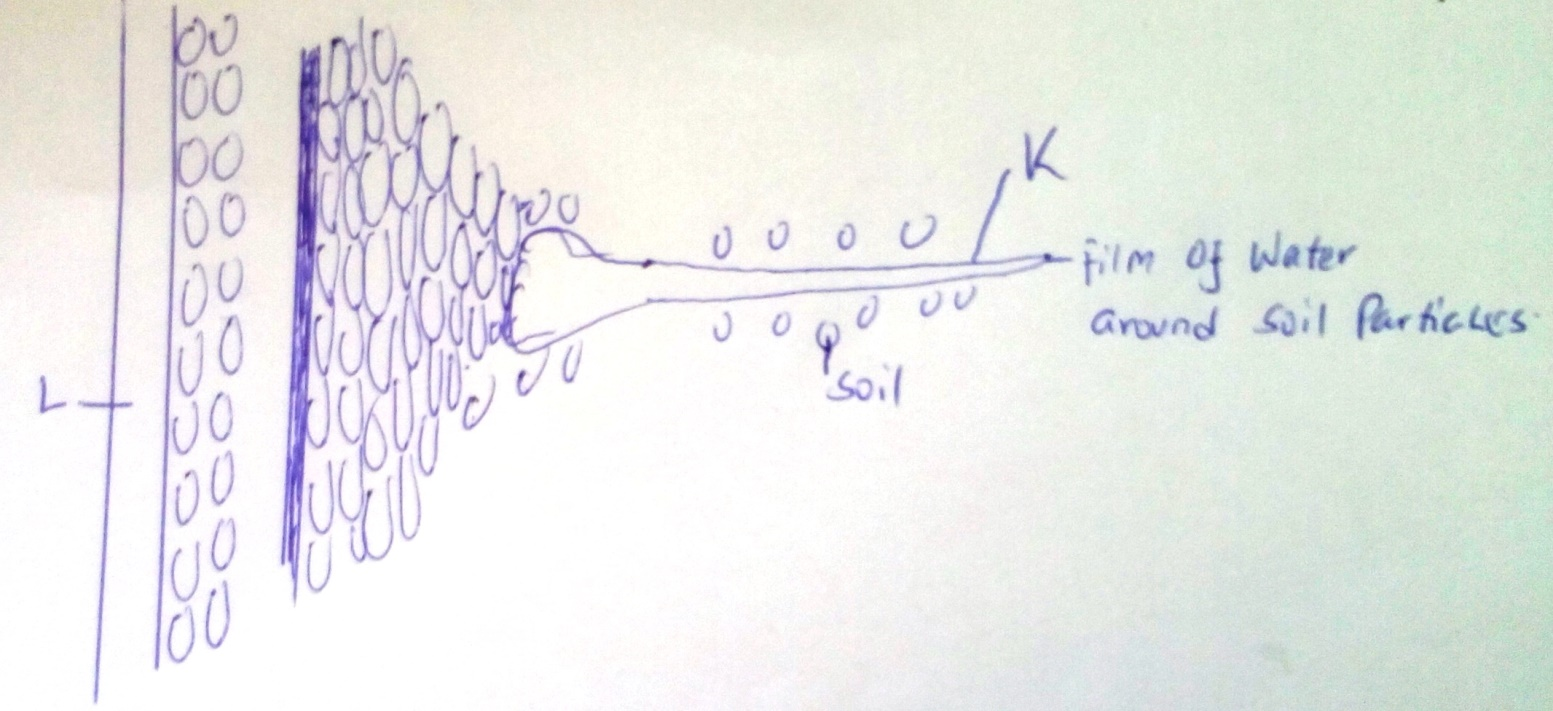 K
Film of Water
around Soil Particles
Soil
L